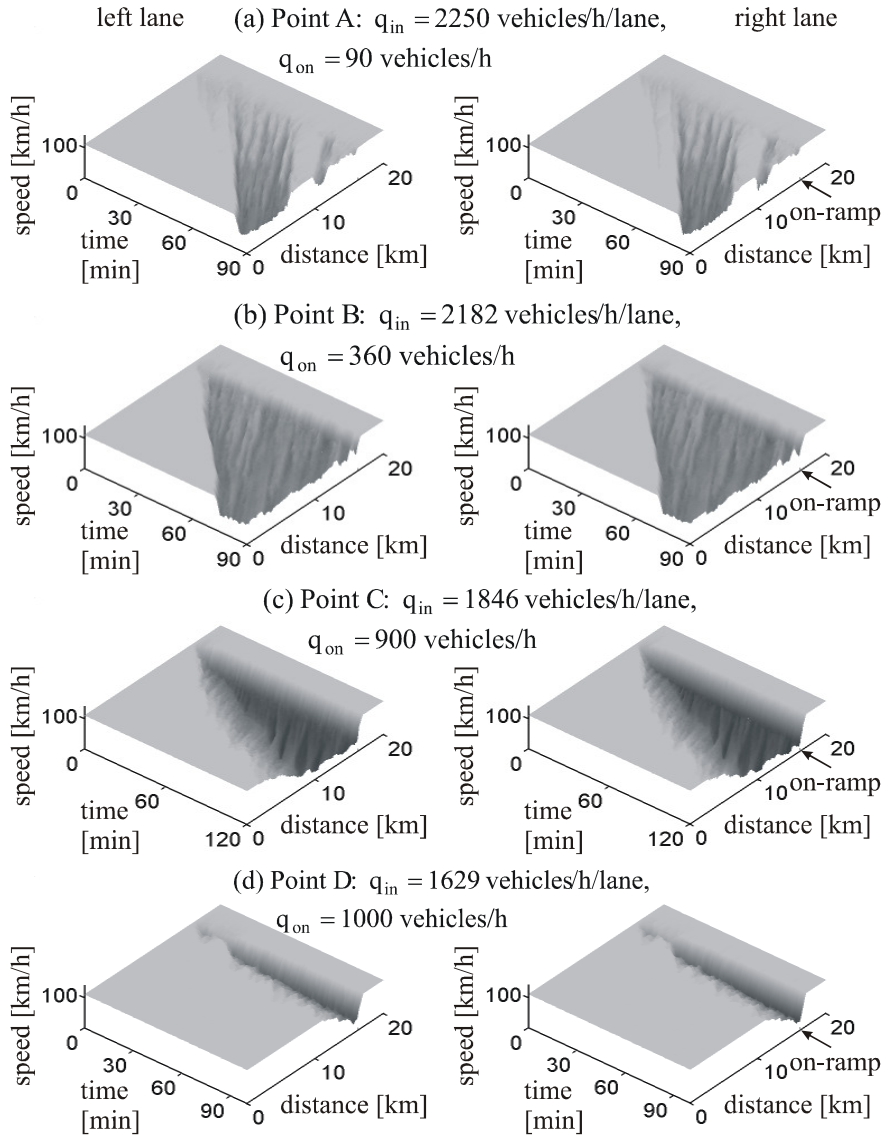 left lane (a) Point A: q_in = 2250 vehicles/h/lane, right lane
q_on = 90 vehicles/h
speed [km/h] 100 0 30 60 90 time [min] 0 10 20 distance [km]
speed [km/h] 100 0 30 60 90 time [min] 0 10 20 on-ramp distance [km]
(b) Point B: q_in = 2182 vehicles/h/lane,
q_on = 360 vehicles/h
speed [km/h] 100 0 30 60 90 time [min] 0 10 20 distance [km]
speed [km/h] 100 0 30 60 90 time [min] 0 10 20 on-ramp distance [km]
(c) Point C: q_in = 1846 vehicles/h/lane,
q_on = 900 vehicles/h
speed [km/h] 100 0 60 120 time [min] 0 10 20 distance [km]
speed [km/h] 100 0 60 120 time [min] 0 10 20 on-ramp distance [km]
(d) Point D: q_in = 1629 vehicles/h/lane,
q_on = 1000 vehicles/h
speed [km/h] 100 0 30 60 90 time [min] 0 10 20 distance [km]
speed [km/h] 100 0 30 60 90 time [min] 0 10 20 on-ramp distance [km]